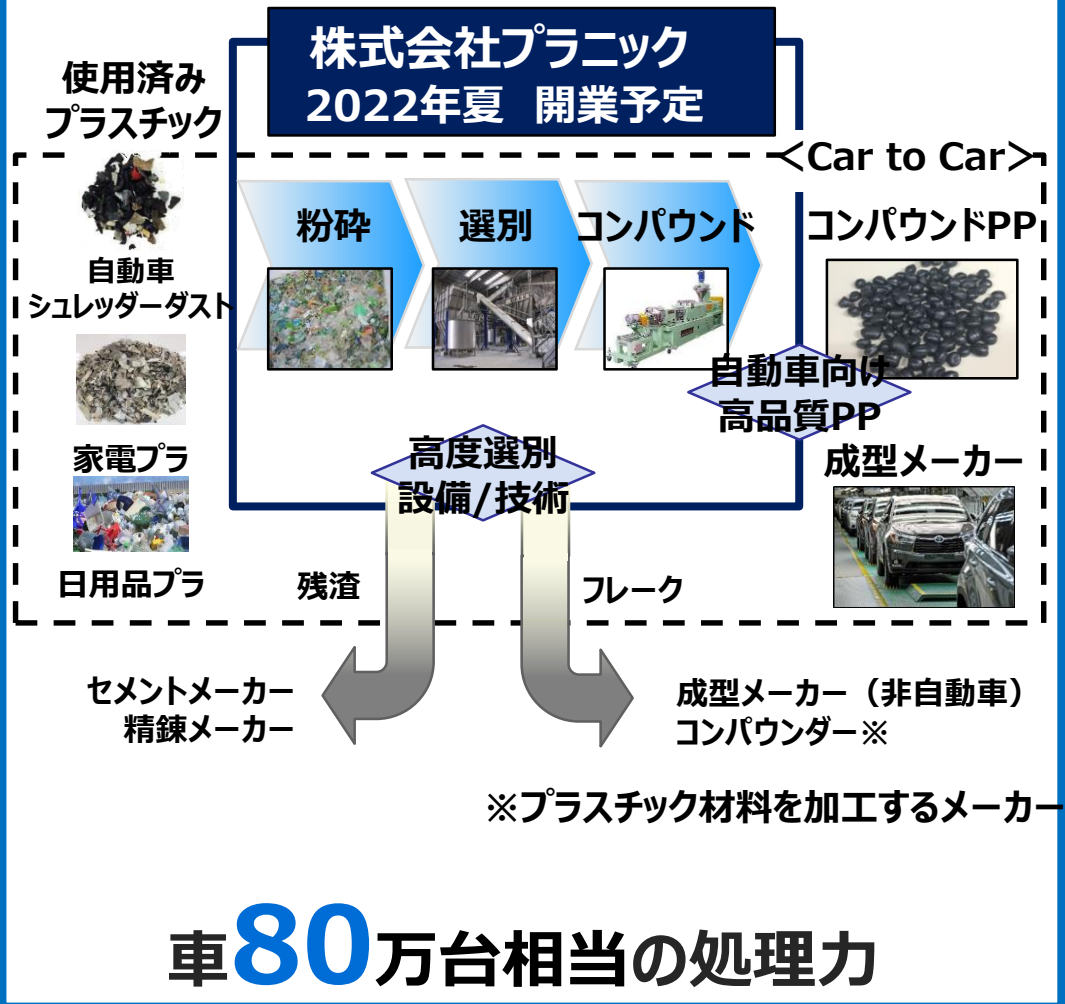 株式会社プラニック
2022年夏 開業予定
使用済み
プラスチック
<Car to Car>
自動車
シュレッダーダスト
家電プラ
日用品プラ
粉砕
選別
コンパウンド
コンパウンドPP
自動車向け
高品質PP
高度選別
設備/技術
成型メーカー
残渣
フレーク
セメントメーカー
精錬メーカー
成型メーカー（非自動車）
コンパウンダー※
※プラスチック材料を加工するメーカー
車80万台相当の処理力